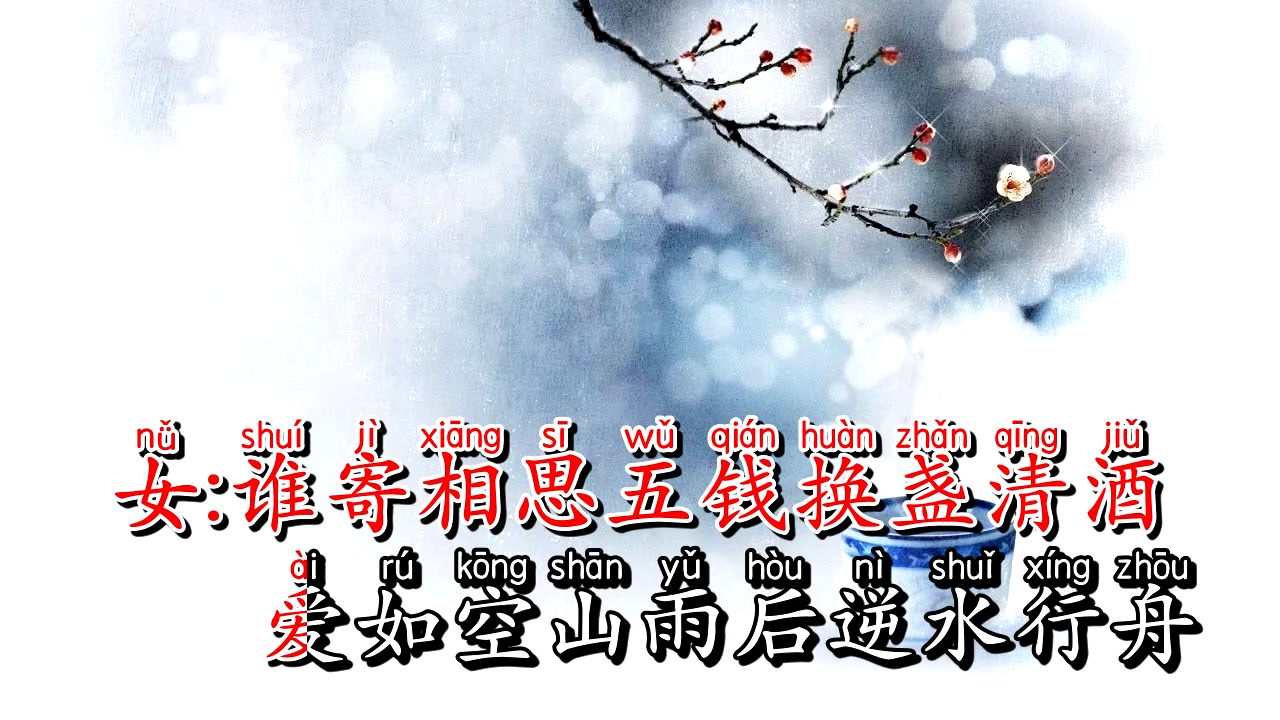 nǚ shuí jì xiāng sī wǔ qián huàn zhǎn qīng jiǔ
女:谁寄相思五钱换盏清酒
ài rú kōng shān yǔ hòu nì shuǐ xíng zhōu
爱如空山雨后逆水行舟